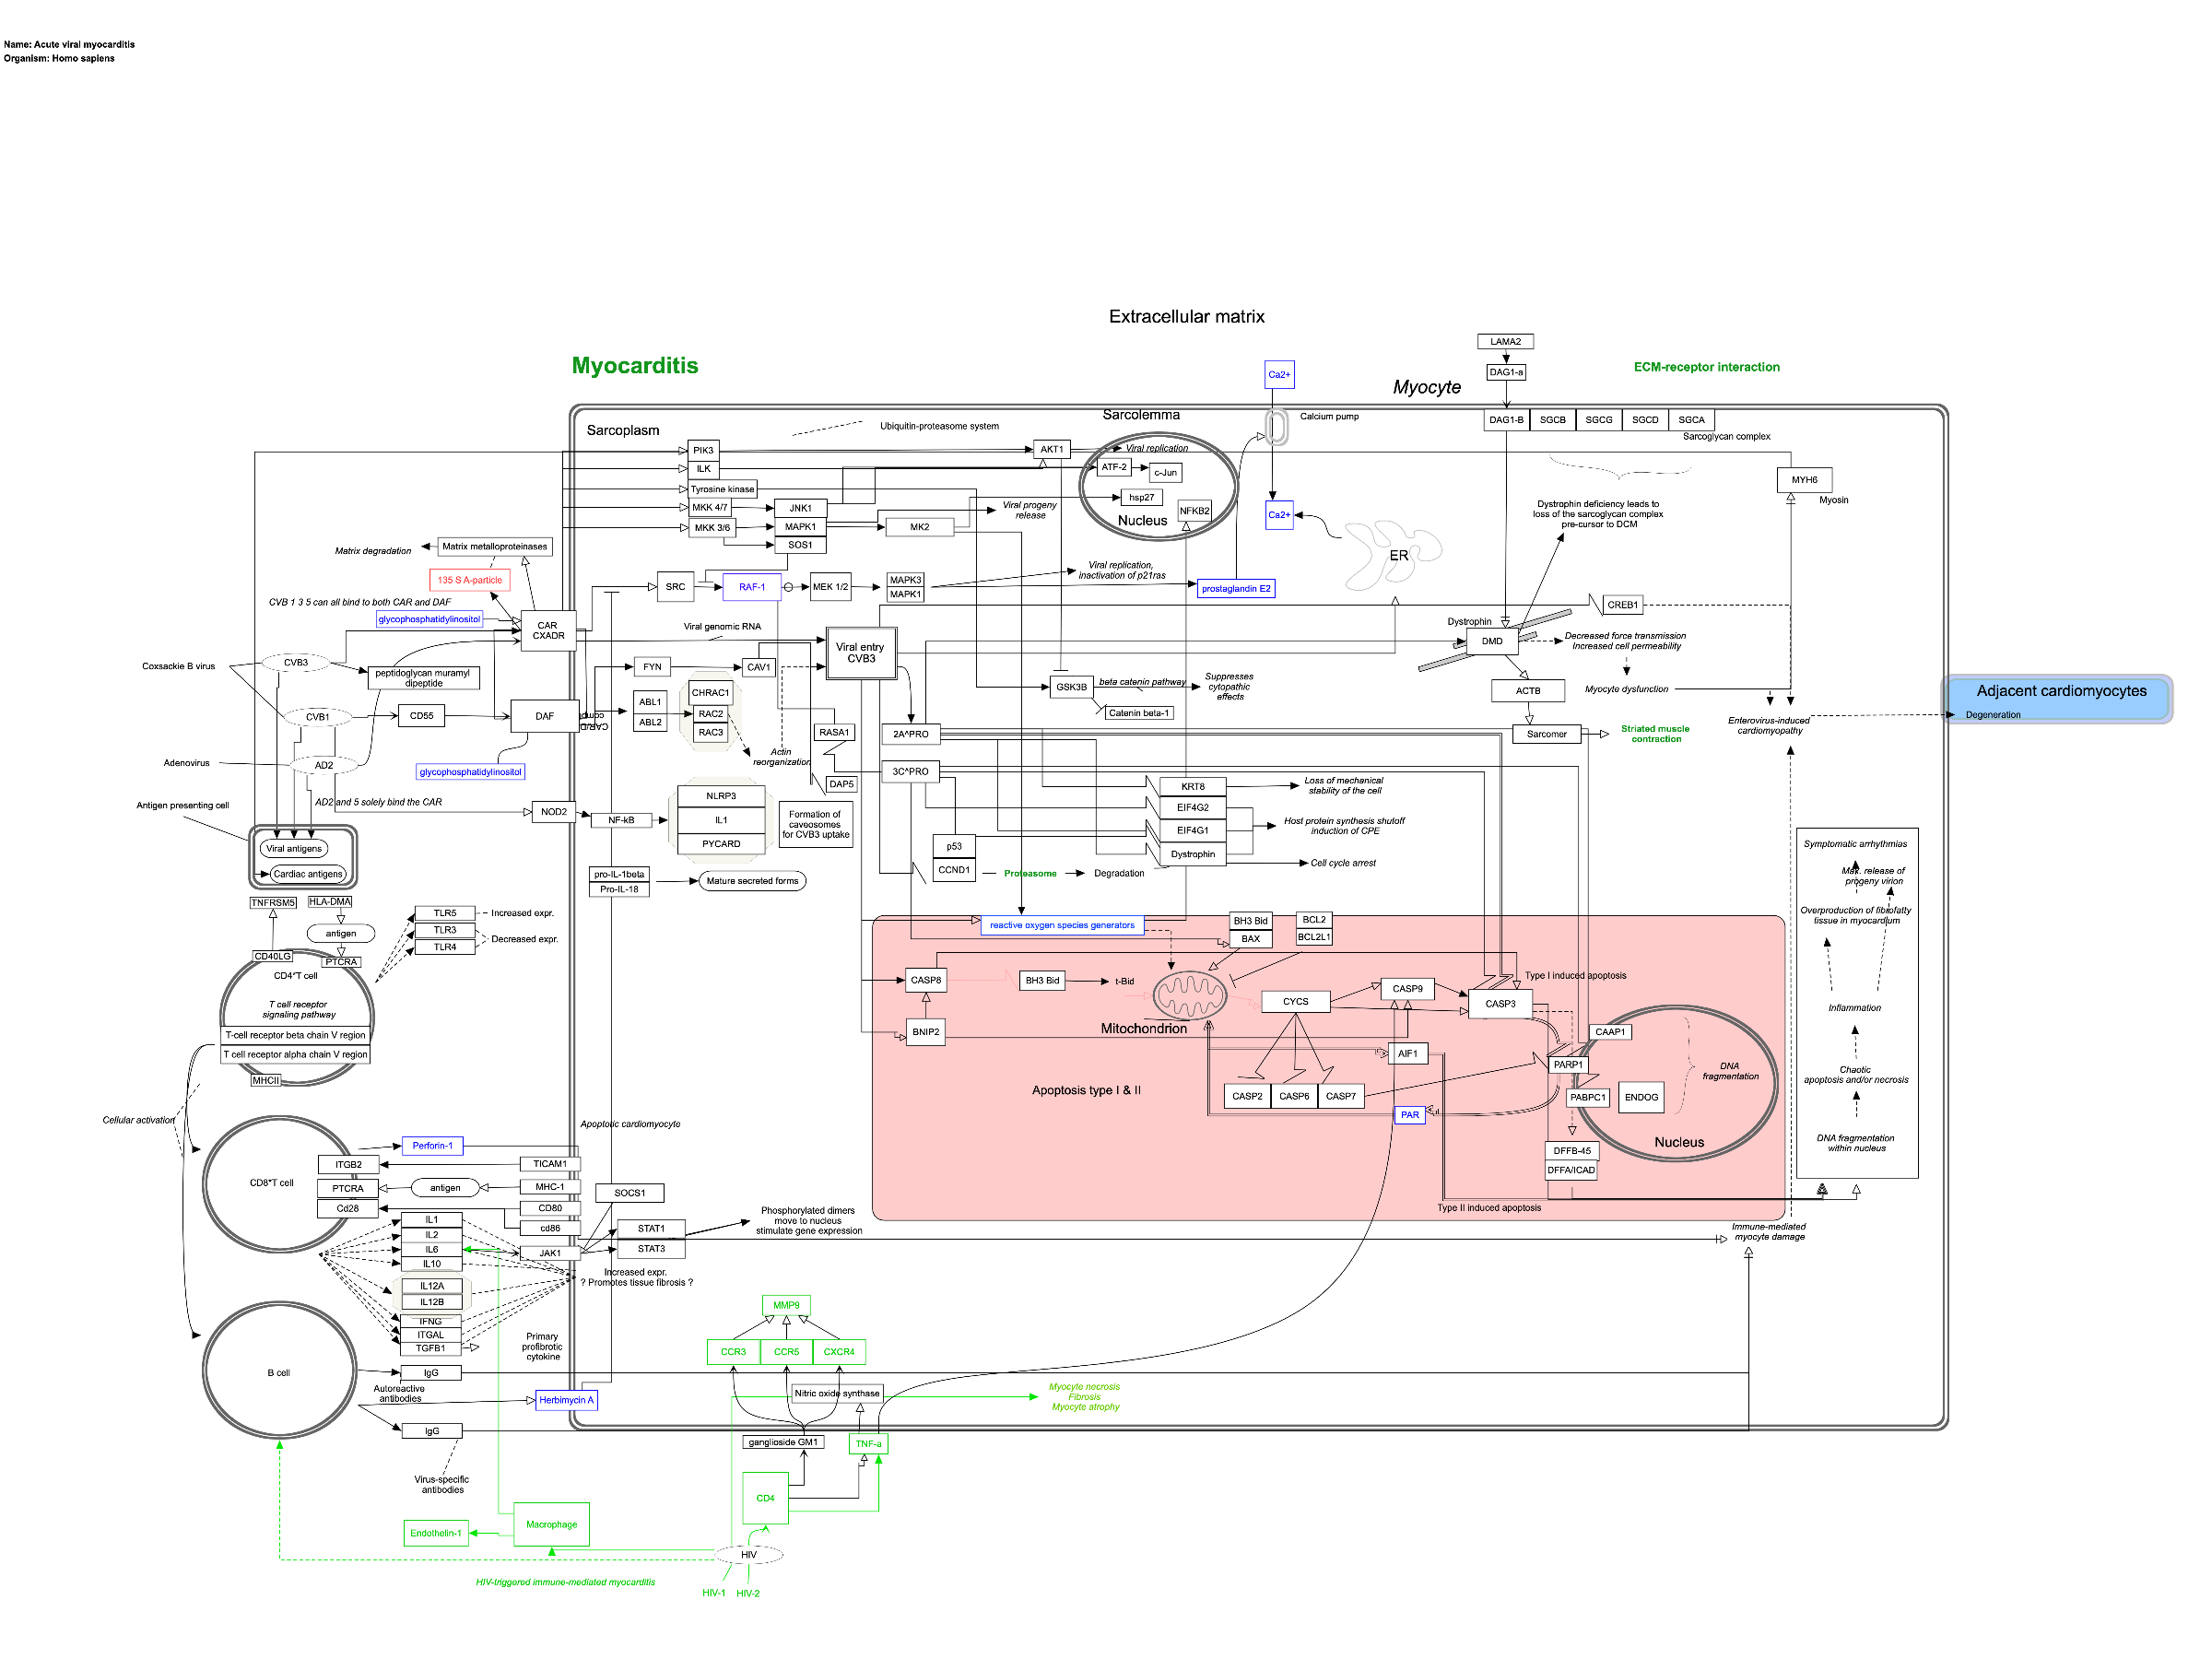 Name: Acute viral myocarditis
Organism: Homo sapiens
Extracellular matrix
Myocarditis
Myocyte
ECM-receptor interaction
LAMA2
DAG1-a
Ca2+
Calcium pump
DAG1-B
SGCB
SGCG
SGCD
SGCA
Sarcoglycan complex
Sarcolemma
Sarcoplasm
Ubiquitin-proteasome system
PIK3
ILK
Tyrosine kinase
MKK 4/7
MKK 3/6
JNK1
MAPK1
SOS1
MK2
AKT1
Viral replication
ATF-2
c-Jun
hsp27
NFKB2
Nucleus
Viral progeny
release
Ca2+
ER
MYH6
Myosin
Dystrophin deficiency leads to
loss of the sarcoglycan complex
pre-cursor to DCM
Matrix degradation
Matrix metalloproteinases
135 S A-particle
CVB 1 3 5 can all bind to both CAR and DAF
glycophosphatidylinositol
CAR
CXADR
SRC
RAF-1
MEK 1/2
MAPK3
MAPK1
Viral replication,
inactivation of p21ras
prostaglandin E2
CREB1
Viral genomic RNA
Viral entry
CVB3
Dystrophin
DMD
Decreased force transmission
Increased cell permeability
Myocyte dysfunction
ACTB
Sarcomer
Striated muscle
contraction
Enterovirus-induced
cardiomyopathy
Adjacent cardiomyocytes
Degeneration
Coxsackie B virus
CVB3
peptidoglycan muramyl
dipeptide
CVB1
CD55
DAF
glycophosphatidylinositol
Adenovirus
AD2
AD2 and 5 solely bind the CAR
NOD2
Antigen presenting cell
Viral antigens
Cardiac antigens
FYN
CAV1
ABL1
ABL2
CHRAC1
RAC2
RAC3
Actin
reorganization
RASA1
DAP5
GSK3B
beta catenin pathway
Suppresses
cytopathic
effects
Catenin beta-1
2A^PRO
3C^PRO
NF-kB
NLRP3
IL1
PYCARD
Formation of
caveosomes
for CVB3 uptake
pro-IL-1beta
Pro-IL-18
Mature secreted forms
KRT8
EIF4G2
EIF4G1
Dystrophin
Loss of mechanical
stability of the cell
Host protein synthesis shutoff
induction of CPE
Cell cycle arrest
p53
CCND1
Proteasome
Degradation
TNFRSM5
HLA-DMA
antigen
CD40LG
PTCRA
CD4*T cell
T cell receptor
signaling pathway
T-cell receptor beta chain V region
T cell receptor alpha chain V region
MHCII
TLR5
TLR3
TLR4
Increased expr.
Decreased expr.
reactive oxygen species generators
BH3 Bid
BAX
BCL2
BCL2L1
CASP8
BH3 Bid
t-Bid
BNIP2
Mitochondrion
CYCS
CASP9
CASP3
Type I induced apoptosis
AIF1
CASP2
CASP6
CASP7
PAR
Apoptosis type I & II
CAAP1
PARP1
PABPC1
ENDOG
DNA
fragmentation
Nucleus
DFFB-45
DFFA/ICAD
Type II induced apoptosis
Symptomatic arrhythmias
Max. release of
progeny virion
Overproduction of fibrofatty
tissue in myocardium
Inflammation
Chaotic
apoptosis and/or necrosis
DNA fragmentation
within nucleus
Immune-mediated
myocyte damage
Cellular activation
CD8*T cell
Perforin-1
ITGB2
PTCRA
Cd28
antigen
TICAM1
MHC-1
CD80
cd86
JAK1
Apoptotic cardiomyocyte
SOCS1
STAT1
STAT3
Phosphorylated dimers
move to nucleus
stimulate gene expression
Increased expr.
? Promotes tissue fibrosis ?
IL1
IL2
IL6
IL10
IL12A
IL12B
IFNG
ITGAL
TGFB1
Primary
profibrotic
cytokine
B cell
IgG
Autoreactive
antibodies
Herbimycin A
IgG
Virus-specific
antibodies
MMP9
CCR3
CCR5
CXCR4
Nitric oxide synthase
Myocyte necrosis
Fibrosis
Myocyte atrophy
ganglioside GM1
TNF-a
CD4
Macrophage
Endothelin-1
HIV
HIV-triggered immune-mediated myocarditis
HIV-1
HIV-2